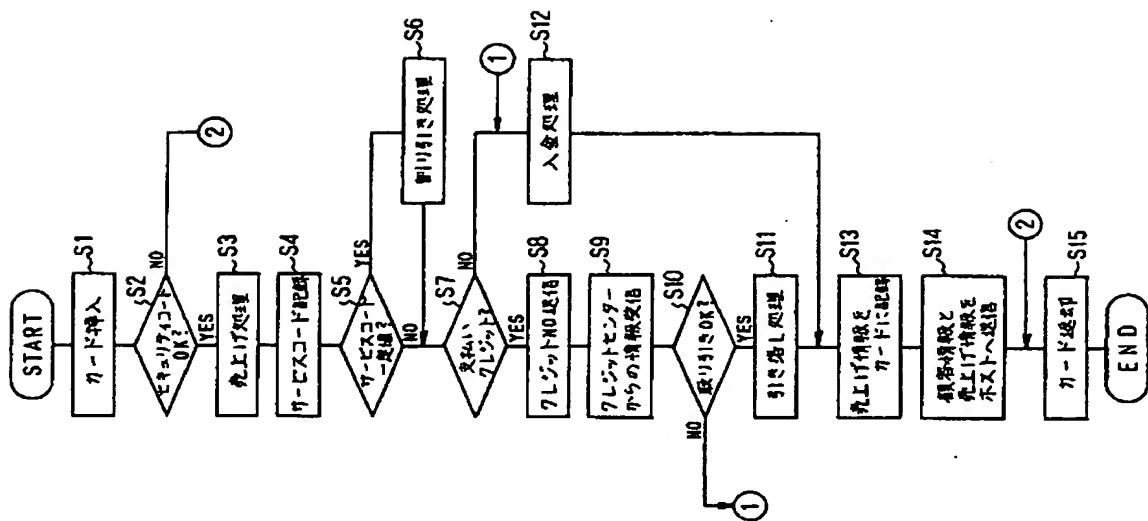 START
カード挿入
S1
セキュリティコード
OK?
S2
NO
②
YES
売上げ処理
S3
サービスコード記録
S4
サービスコード
一定値?
S5
YES
NO
割り引き処理
S6
支払い
クレジット?
S7
NO
①
YES
入金処理
S12
クレジットNO送信
S8
クレジットセンター
からの情報受信
S9
取り引きOK?
S10
NO
①
YES
引き落し処理
S11
売上げ情報を
カードに記録
S13
顧客情報と
売上げ情報を
ホストへ送信
S14
②
カード返却
S15
END